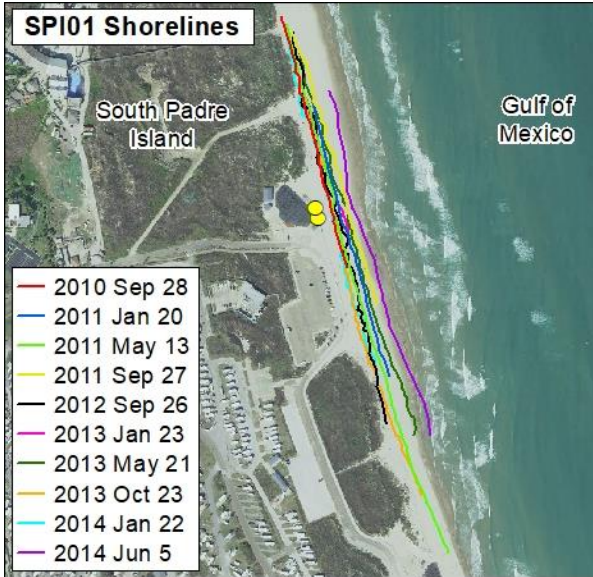 SPI01 Shorelines
South Padre
Island
Gulf of
Mexico
2010 Sep 28
2011 Jan 20
2011 May 13
2011 Sep 27
2012 Sep 26
2013 Jan 23
2013 May 21
2013 Oct 23
2014 Jan 22
2014 Jun 5